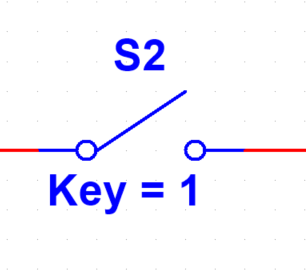 S2
Key = 1